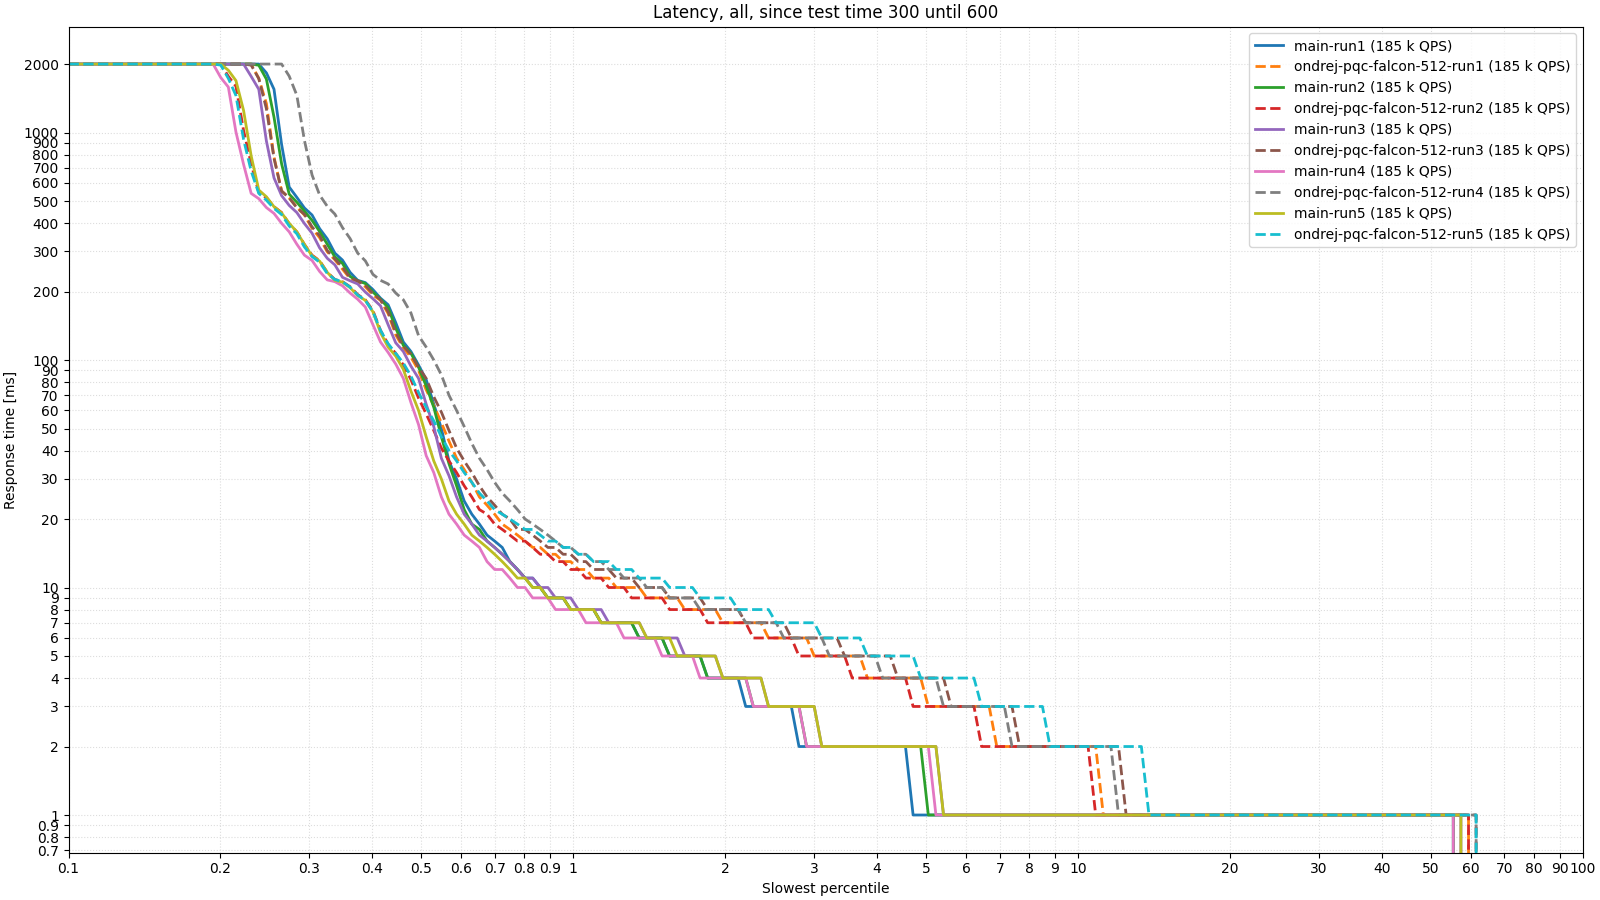 Latency, all, since test time 300 until 600
main-run1 (185 k QPS)
ondrej-pqc-falcon-512-run1 (185 k QPS)
main-run2 (185 k QPS)
ondrej-pqc-falcon-512-run2 (185 k QPS)
main-run3 (185 k QPS)
ondrej-pqc-falcon-512-run3 (185 k QPS)
main-run4 (185 k QPS)
ondrej-pqc-falcon-512-run4 (185 k QPS)
main-run5 (185 k QPS)
ondrej-pqc-falcon-512-run5 (185 k QPS)
Response time [ms]
2000
1000
900
800
700
600
500
400
300
200
100
90
80
70
60
50
40
30
20
10
9
8
7
6
5
4
3
2
1
0.9
0.8
0.7
0.1 0.2 0.3 0.4 0.5 0.6 0.7 0.8 0.9 1 2 3 4 5 6 7 8 9 10 20 30 40 50 60 70 80 90 100
Slowest percentile